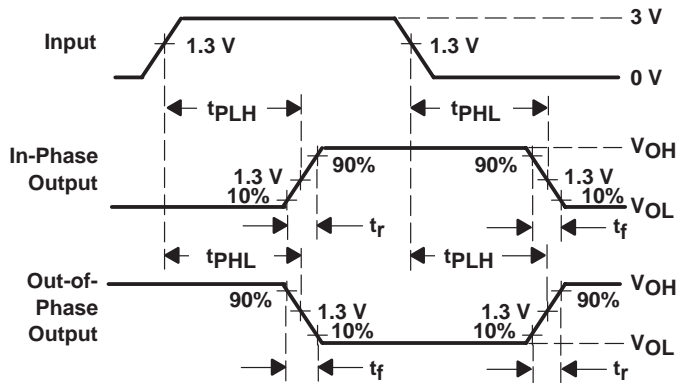 3 V
Input
1.3 V
1.3 V
0 V
tPLH
tPHL
In-Phase
Output
VOH
90%
90%
1.3 V
1.3 V
10%
10%
VOL
tr
tf
tPHL
tPLH
Out-of-
Phase
Output
VOH
90%
90%
1.3 V
1.3 V
10%
10%
VOL
tf
tr